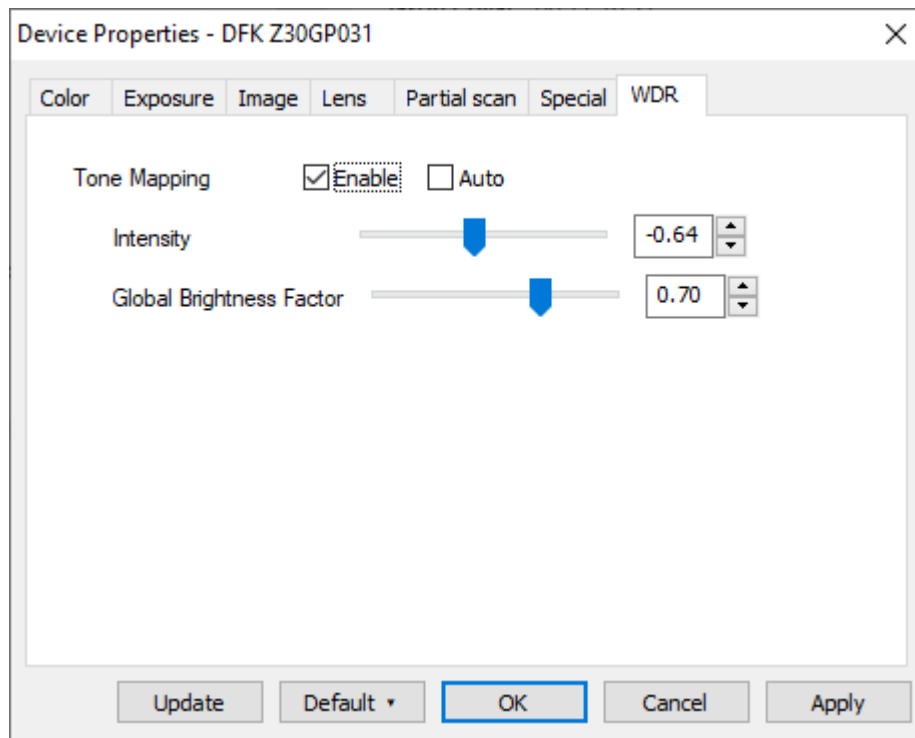 Device Properties - DFK Z30GP031
Color Exposure Image Lens Partial scan Special WDR
Tone Mapping Enable Auto
Intensity -0.64
Global Brightness Factor 0.70
Update Default OK Cancel Apply